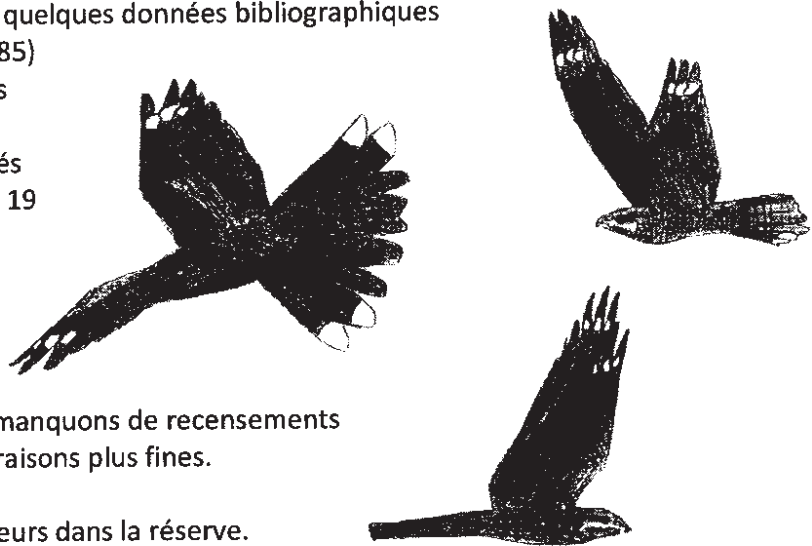 quelques données bibliographiques
85)
s
és
19
manquons de recensements
raisons plus fines.
eurs dans la réserve.